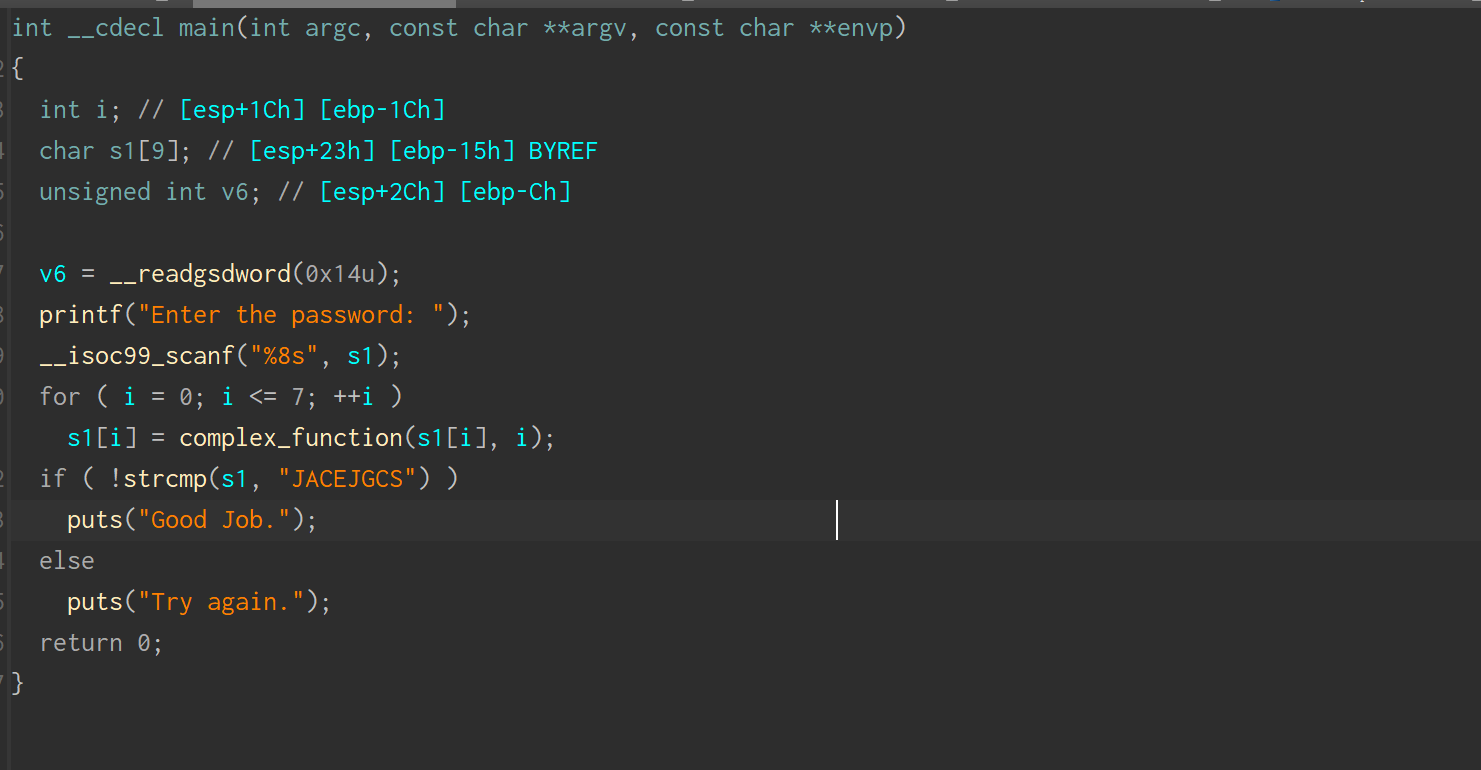 int __cdecl main(int argc, const char **argv, const char **envp)
{
  int i; // [esp+1Ch] [ebp-1Ch]
  char s1[9]; // [esp+23h] [ebp-15h] BYREF
  unsigned int v6; // [esp+2Ch] [ebp-Ch]

  v6 = __readgsdword(0x14u);
  printf("Enter the password: ");
  __isoc99_scanf("%8s", s1);
  for ( i = 0; i <= 7; ++i )
    s1[i] = complex_function(s1[i], i);
  if ( !strcmp(s1, "JACEJGCS") )
    puts("Good Job.");
  else
    puts("Try again.");
  return 0;
}